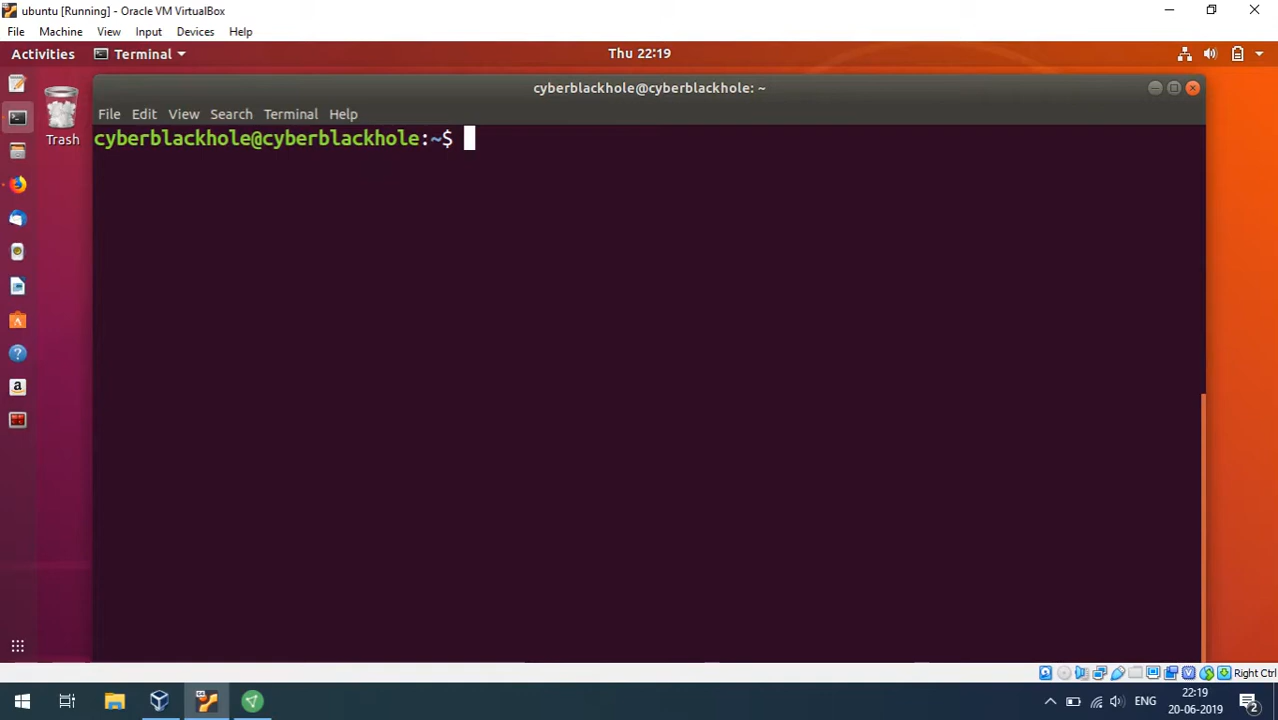 ubuntu [Running] - Oracle VM VirtualBox
File Machine View Input Devices Help
Activities Terminal Thu 22:19
cyberblackhole@cyberblackhole: ~
File Edit View Search Terminal Help
cyberblackhole@cyberblackhole:~$
Trash
a
Right Ctrl
ENG
22:19
20-06-2019
2